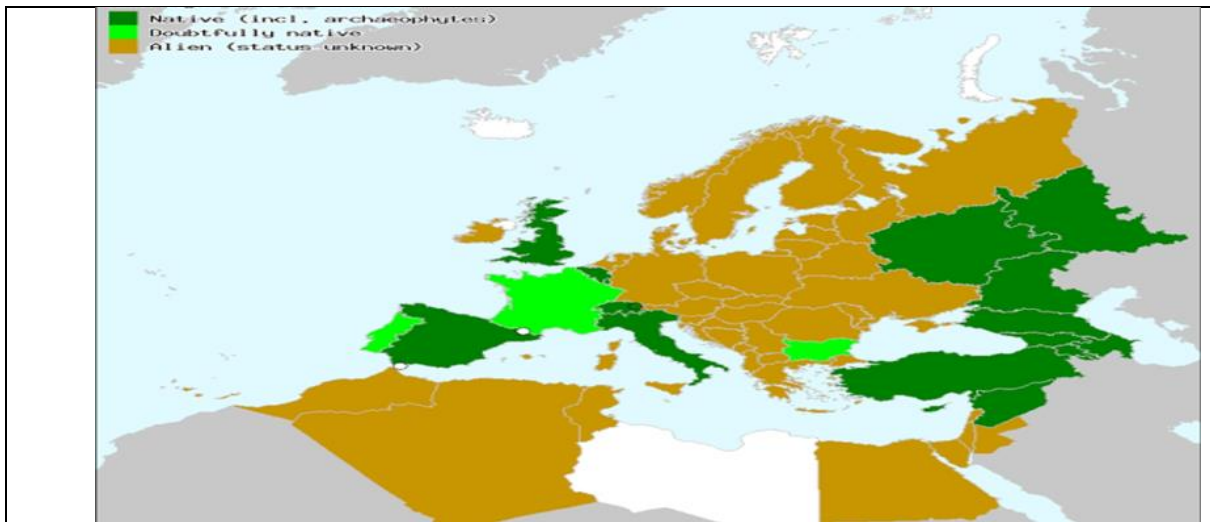 Native (incl. archaeophytes)
Doubtfully native
Alien (status unknown)